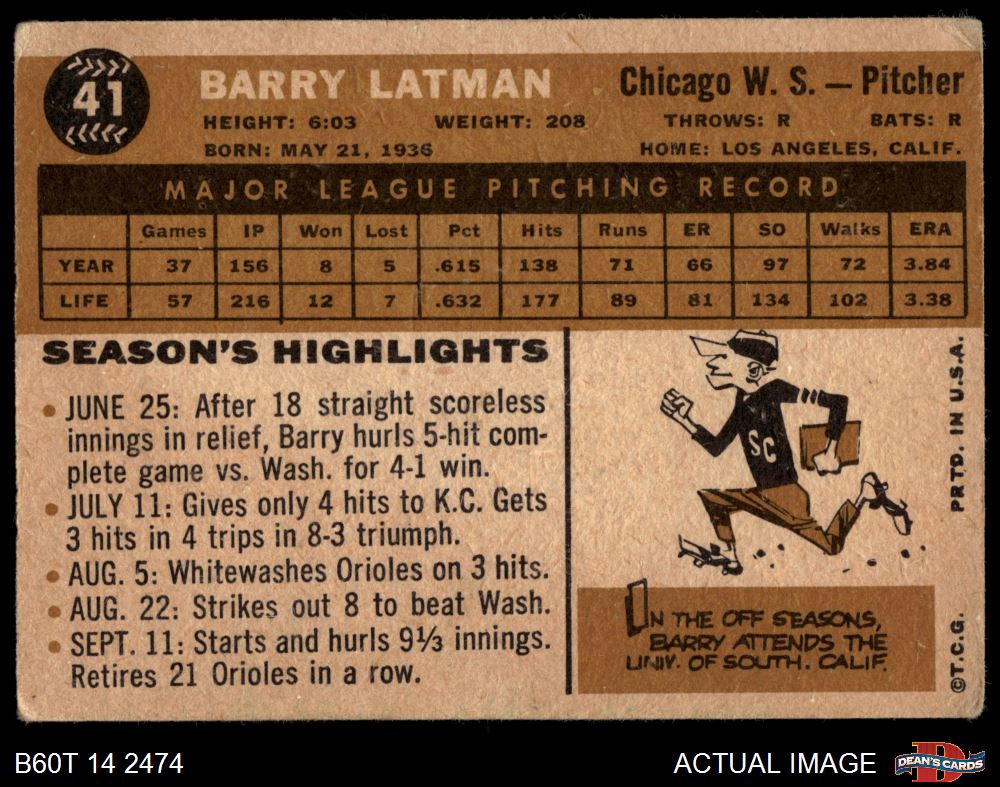 41
BARRY LATMAN
Chicago W. S. — Pitcher
HEIGHT: 6:03 WEIGHT: 208 THROWS: R BATS: R
BORN: MAY 21, 1936 HOME: LOS ANGELES, CALIF.
MAJOR LEAGUE PITCHING RECORD
Games IP Won Lost Pct Hits Runs ER SO Walks ERA
YEAR 37 156 8 5 .615 138 71 66 97 72 3.84
LIFE 57 216 12 7 .632 177 89 81 134 102 3.38
SEASON'S HIGHLIGHTS
• JUNE 25: After 18 straight scoreless
innings in relief, Barry hurls 5-hit com-
plete game vs. Wash. for 4-1 win.
• JULY 11: Gives only 4 hits to K.C. Gets
3 hits in 4 trips in 8-3 triumph.
• AUG. 5: Whitewashes Orioles on 3 hits.
• AUG. 22: Strikes out 8 to beat Wash.
• SEPT. 11: Starts and hurls 9⅓ innings.
Retires 21 Orioles in a row.
SC
IN THE OFF SEASONS,
BARRY ATTENDS THE
UNIV. OF SOUTH. CALIF.
PRTD. IN U.S.A.
©T.C.G.
B60T 14 2474
ACTUAL IMAGE
D
DEAN'S CARDS